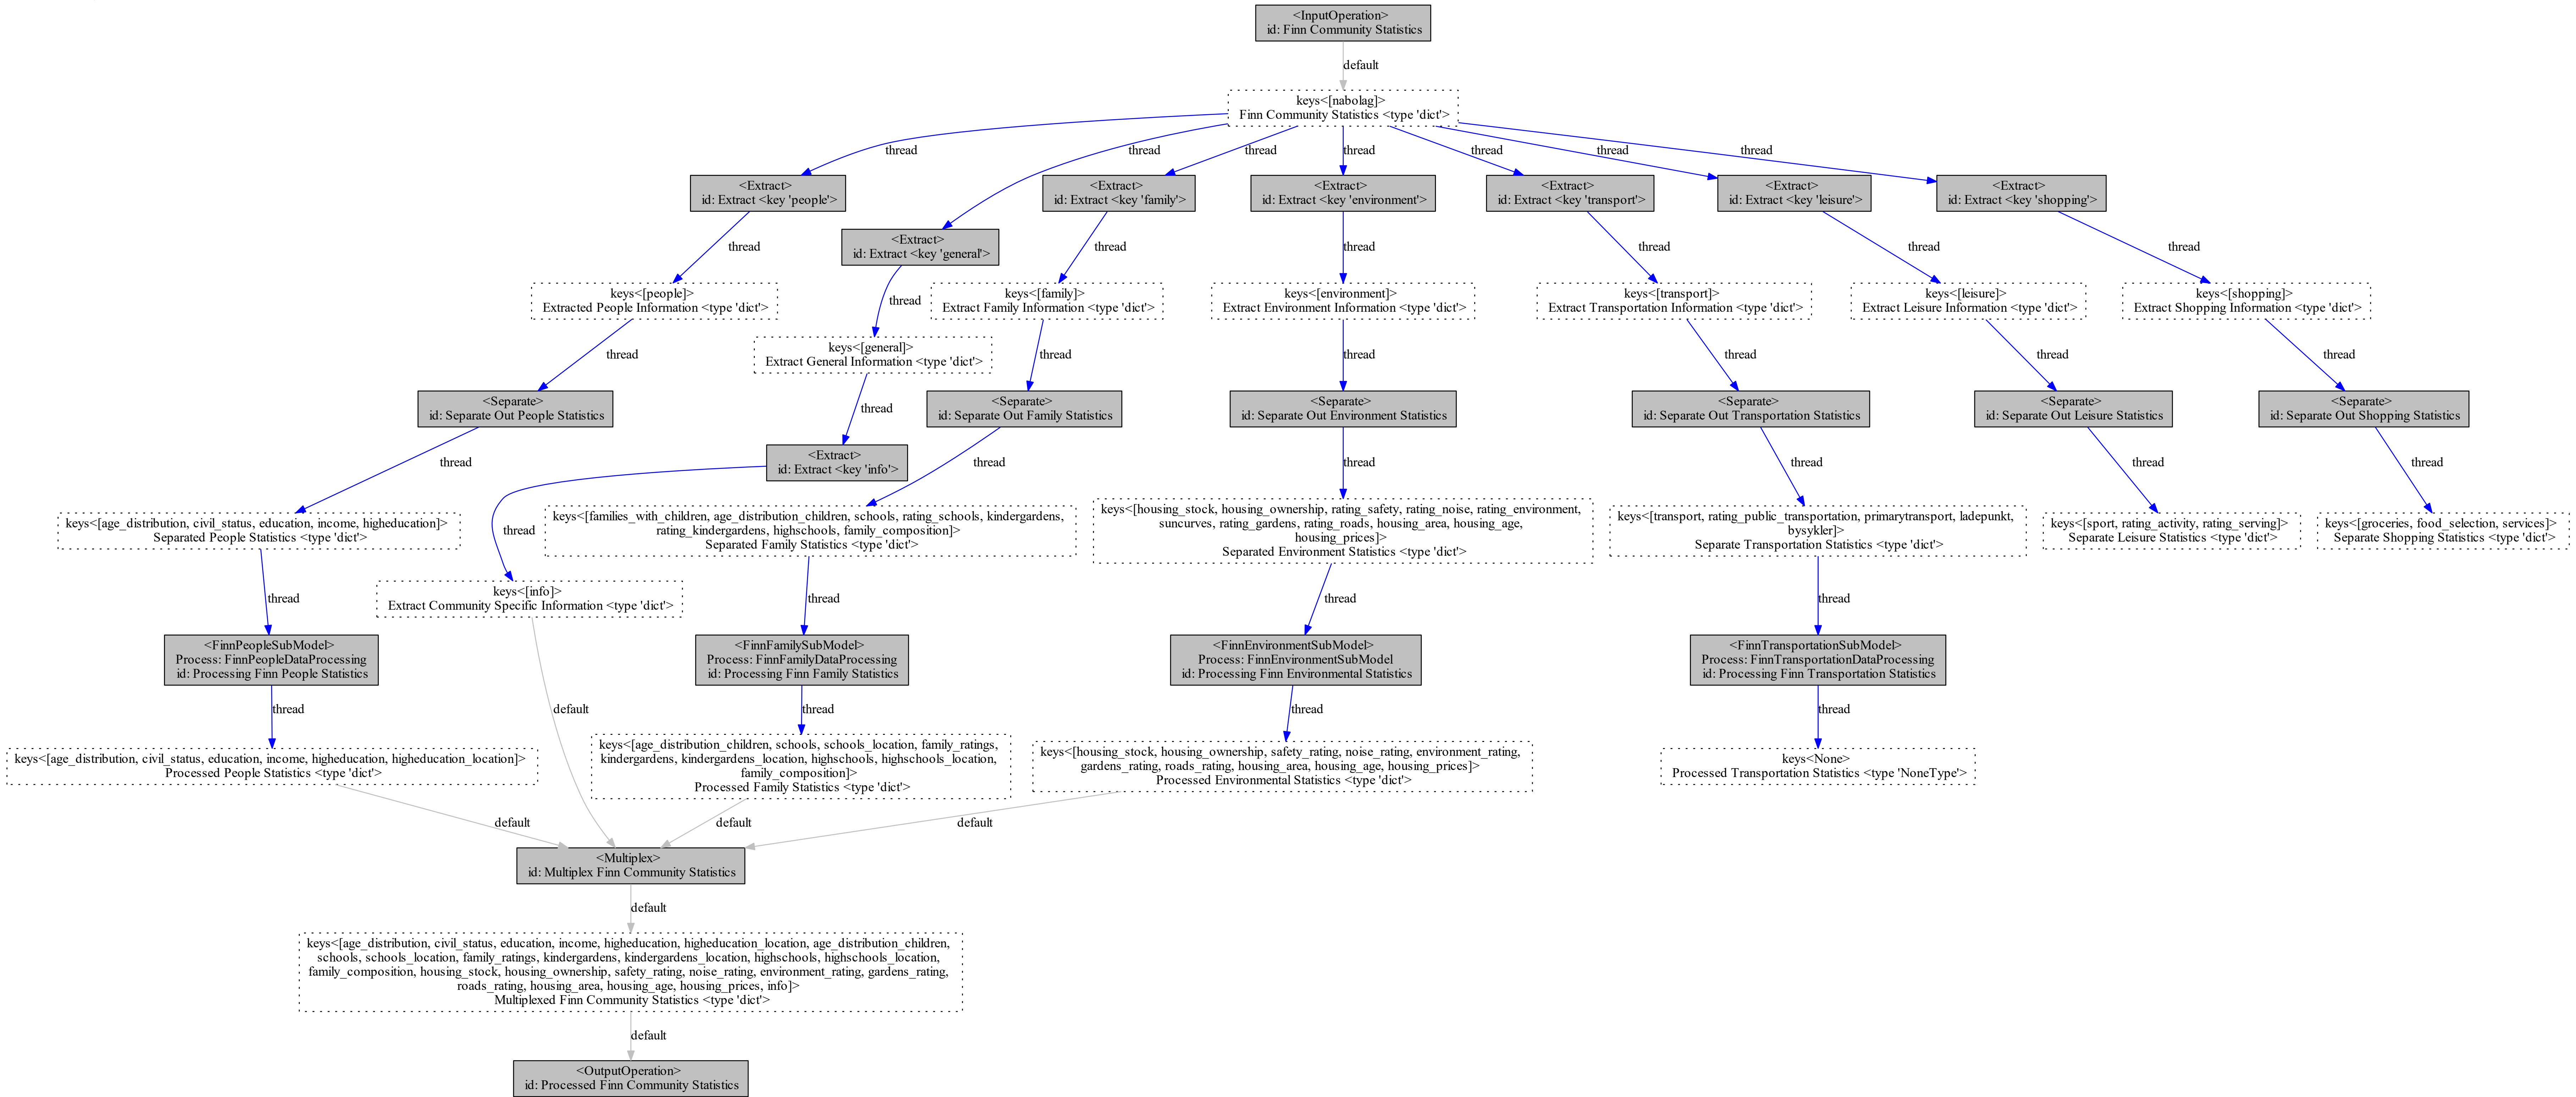 <InputOperation>
id: Finn Community Statistics
default
keys<[nabolag]>
Finn Community Statistics <type 'dict'>
thread
thread
thread
thread
thread
thread
thread
<Extract>
id: Extract <key 'people'>
<Extract>
id: Extract <key 'family'>
<Extract>
id: Extract <key 'environment'>
<Extract>
id: Extract <key 'transport'>
<Extract>
id: Extract <key 'leisure'>
<Extract>
id: Extract <key 'shopping'>
<Extract>
id: Extract <key 'general'>
thread
thread
thread
thread
thread
thread
thread
keys<[people]>
Extracted People Information <type 'dict'>
keys<[family]>
Extract Family Information <type 'dict'>
keys<[environment]>
Extract Environment Information <type 'dict'>
keys<[transport]>
Extract Transportation Information <type 'dict'>
keys<[leisure]>
Extract Leisure Information <type 'dict'>
keys<[shopping]>
Extract Shopping Information <type 'dict'>
keys<[general]>
Extract General Information <type 'dict'>
thread
thread
thread
thread
thread
thread
thread
<Separate>
id: Separate Out People Statistics
<Separate>
id: Separate Out Family Statistics
<Separate>
id: Separate Out Environment Statistics
<Separate>
id: Separate Out Transportation Statistics
<Separate>
id: Separate Out Leisure Statistics
<Separate>
id: Separate Out Shopping Statistics
<Extract>
id: Extract <key 'info'>
thread
thread
thread
thread
thread
thread
thread
keys<[age_distribution, civil_status, education, income, higheducation]>
Separated People Statistics <type 'dict'>
keys<[families_with_children, age_distribution_children, schools, rating_schools, kindergardens,
rating_kindergardens, highschools, family_composition]>
Separated Family Statistics <type 'dict'>
keys<[housing_stock, housing_ownership, rating_safety, rating_noise, rating_environment,
suncurves, rating_gardens, rating_roads, housing_area, housing_age,
housing_prices]>
Separated Environment Statistics <type 'dict'>
keys<[transport, rating_public_transportation, primarytransport, ladepunkt,
bysykler]>
Separate Transportation Statistics <type 'dict'>
keys<[sport, rating_activity, rating_serving]>
Separate Leisure Statistics <type 'dict'>
keys<[groceries, food_selection, services]>
Separate Shopping Statistics <type 'dict'>
keys<[info]>
Extract Community Specific Information <type 'dict'>
thread
thread
thread
thread
<FinnPeopleSubModel>
Process: FinnPeopleDataProcessing
id: Processing Finn People Statistics
<FinnFamilySubModel>
Process: FinnFamilyDataProcessing
id: Processing Finn Family Statistics
<FinnEnvironmentSubModel>
Process: FinnEnvironmentSubModel
id: Processing Finn Environmental Statistics
<FinnTransportationSubModel>
Process: FinnTransportationDataProcessing
id: Processing Finn Transportation Statistics
thread
default
thread
thread
thread
keys<[age_distribution, civil_status, education, income, higheducation, higheducation_location]>
Processed People Statistics <type 'dict'>
keys<[age_distribution_children, schools, schools_location, family_ratings,
kindergardens, kindergardens_location, highschools, highschools_location,
family_composition]>
Processed Family Statistics <type 'dict'>
keys<[housing_stock, housing_ownership, safety_rating, noise_rating, environment_rating,
gardens_rating, roads_rating, housing_area, housing_age, housing_prices]>
Processed Environmental Statistics <type 'dict'>
keys<None>
Processed Transportation Statistics <type 'NoneType'>
default
default
default
<Multiplex>
id: Multiplex Finn Community Statistics
default
keys<[age_distribution, civil_status, education, income, higheducation, higheducation_location, age_distribution_children,
schools, schools_location, family_ratings, kindergardens, kindergardens_location, highschools, highschools_location,
family_composition, housing_stock, housing_ownership, safety_rating, noise_rating, environment_rating, gardens_rating,
roads_rating, housing_area, housing_age, housing_prices, info]>
Multiplexed Finn Community Statistics <type 'dict'>
default
<OutputOperation>
id: Processed Finn Community Statistics